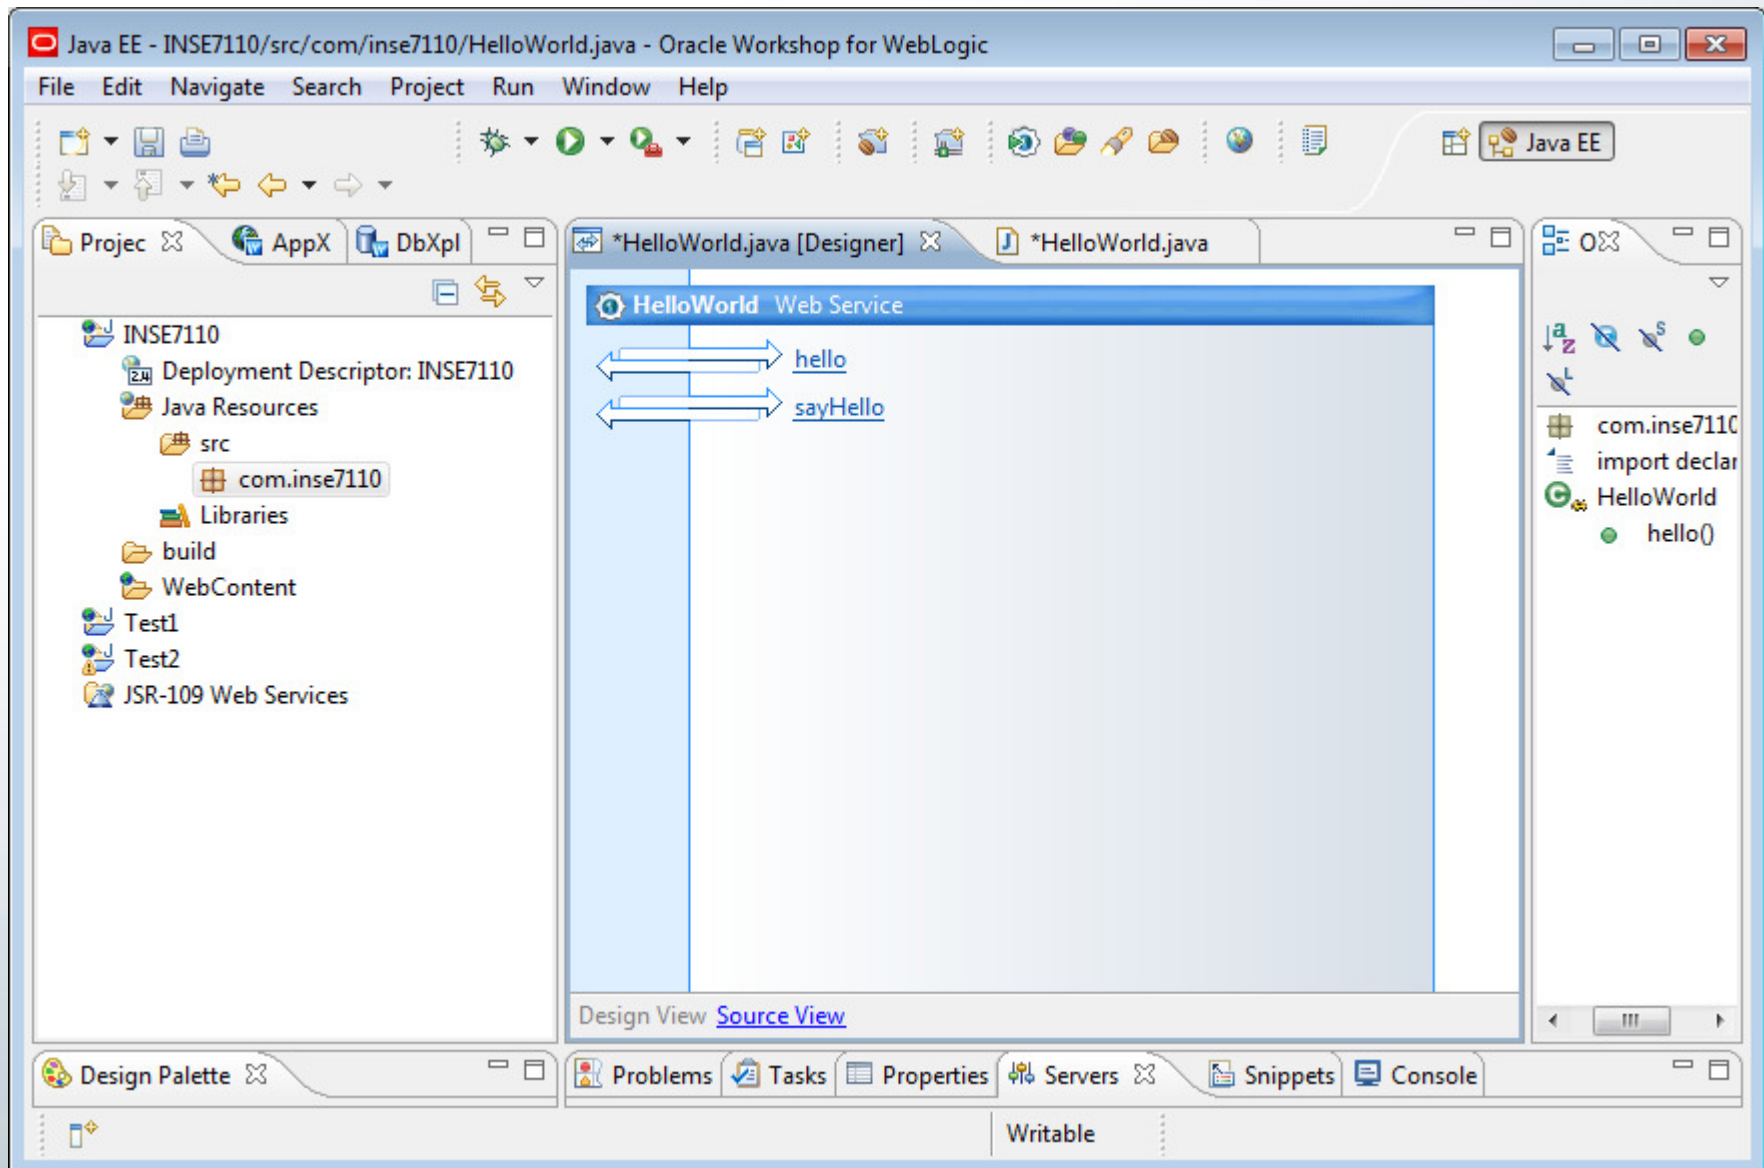 Java EE - INSE7110/src/com/inse7110/HelloWorld.java - Oracle Workshop for WebLogic
File Edit Navigate Search Project Run Window Help
Java EE
Projec AppX DbXpl
*HelloWorld.java [Designer] *HelloWorld.java
O
INSE7110
Deployment Descriptor: INSE7110
Java Resources
src
com.inse7110
Libraries
build
WebContent
Test1
Test2
JSR-109 Web Services
HelloWorld Web Service
hello
sayHello
Design View Source View
com.inse7110
import declar
HelloWorld
hello()
Design Palette
Problems Tasks Properties Servers Snippets Console
Writable